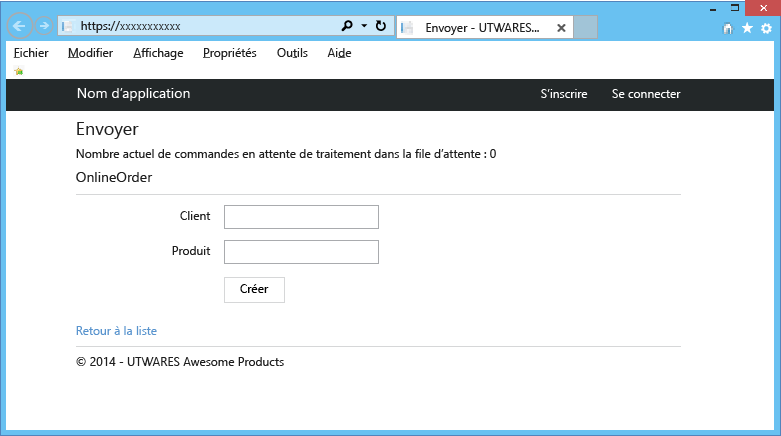 https://xxxxxxxxxxx
Envoyer - UTWARES...
Fichier Modifier Affichage Propriétés Outils Aide
Nom d'application S'inscrire Se connecter
Envoyer
Nombre actuel de commandes en attente de traitement dans la file d'attente : 0
OnlineOrder
Client
Produit
Créer
Retour à la liste
© 2014 - UTWARES Awesome Products